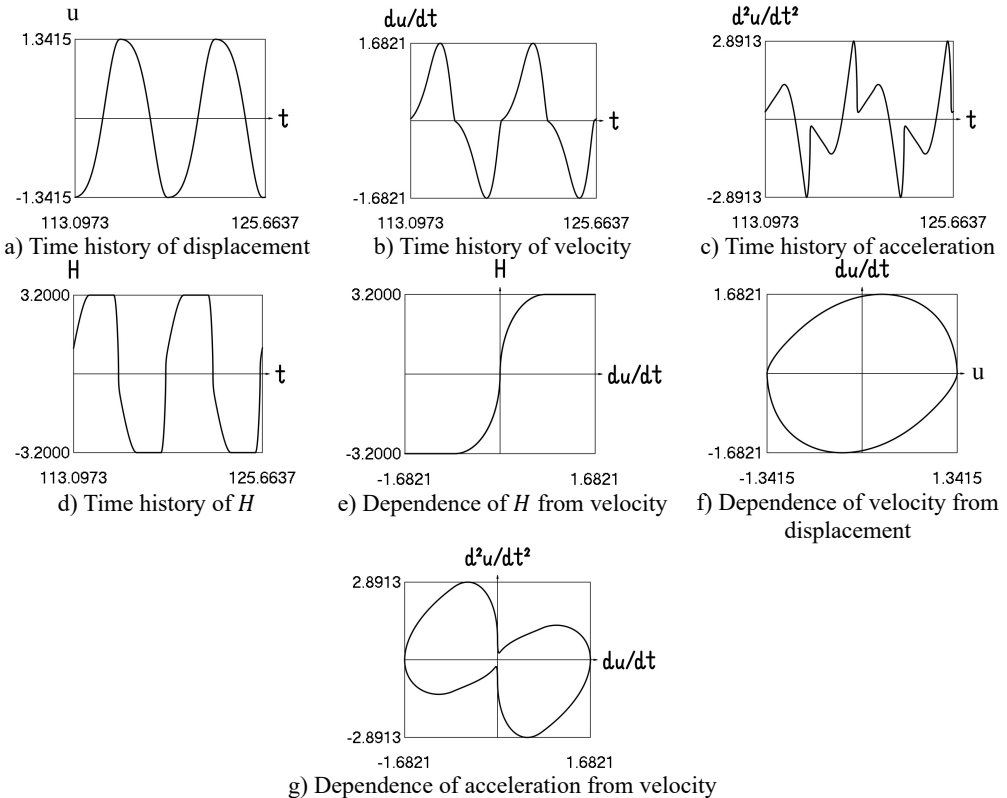 u
1.3415
t
-1.3415
113.0973 125.6637
a) Time history of displacement
du/dt
1.6821
t
-1.6821
113.0973 125.6637
b) Time history of velocity
d²u/dt²
2.8913
t
-2.8913
113.0973 125.6637
c) Time history of acceleration
H
3.2000
t
-3.2000
113.0973 125.6637
d) Time history of H
H
3.2000
du/dt
-3.2000
-1.6821 1.6821
e) Dependence of H from velocity
du/dt
1.6821
u
-1.6821
-1.3415 1.3415
f) Dependence of velocity from
displacement
d²u/dt²
2.8913
du/dt
-2.8913
-1.6821 1.6821
g) Dependence of acceleration from velocity